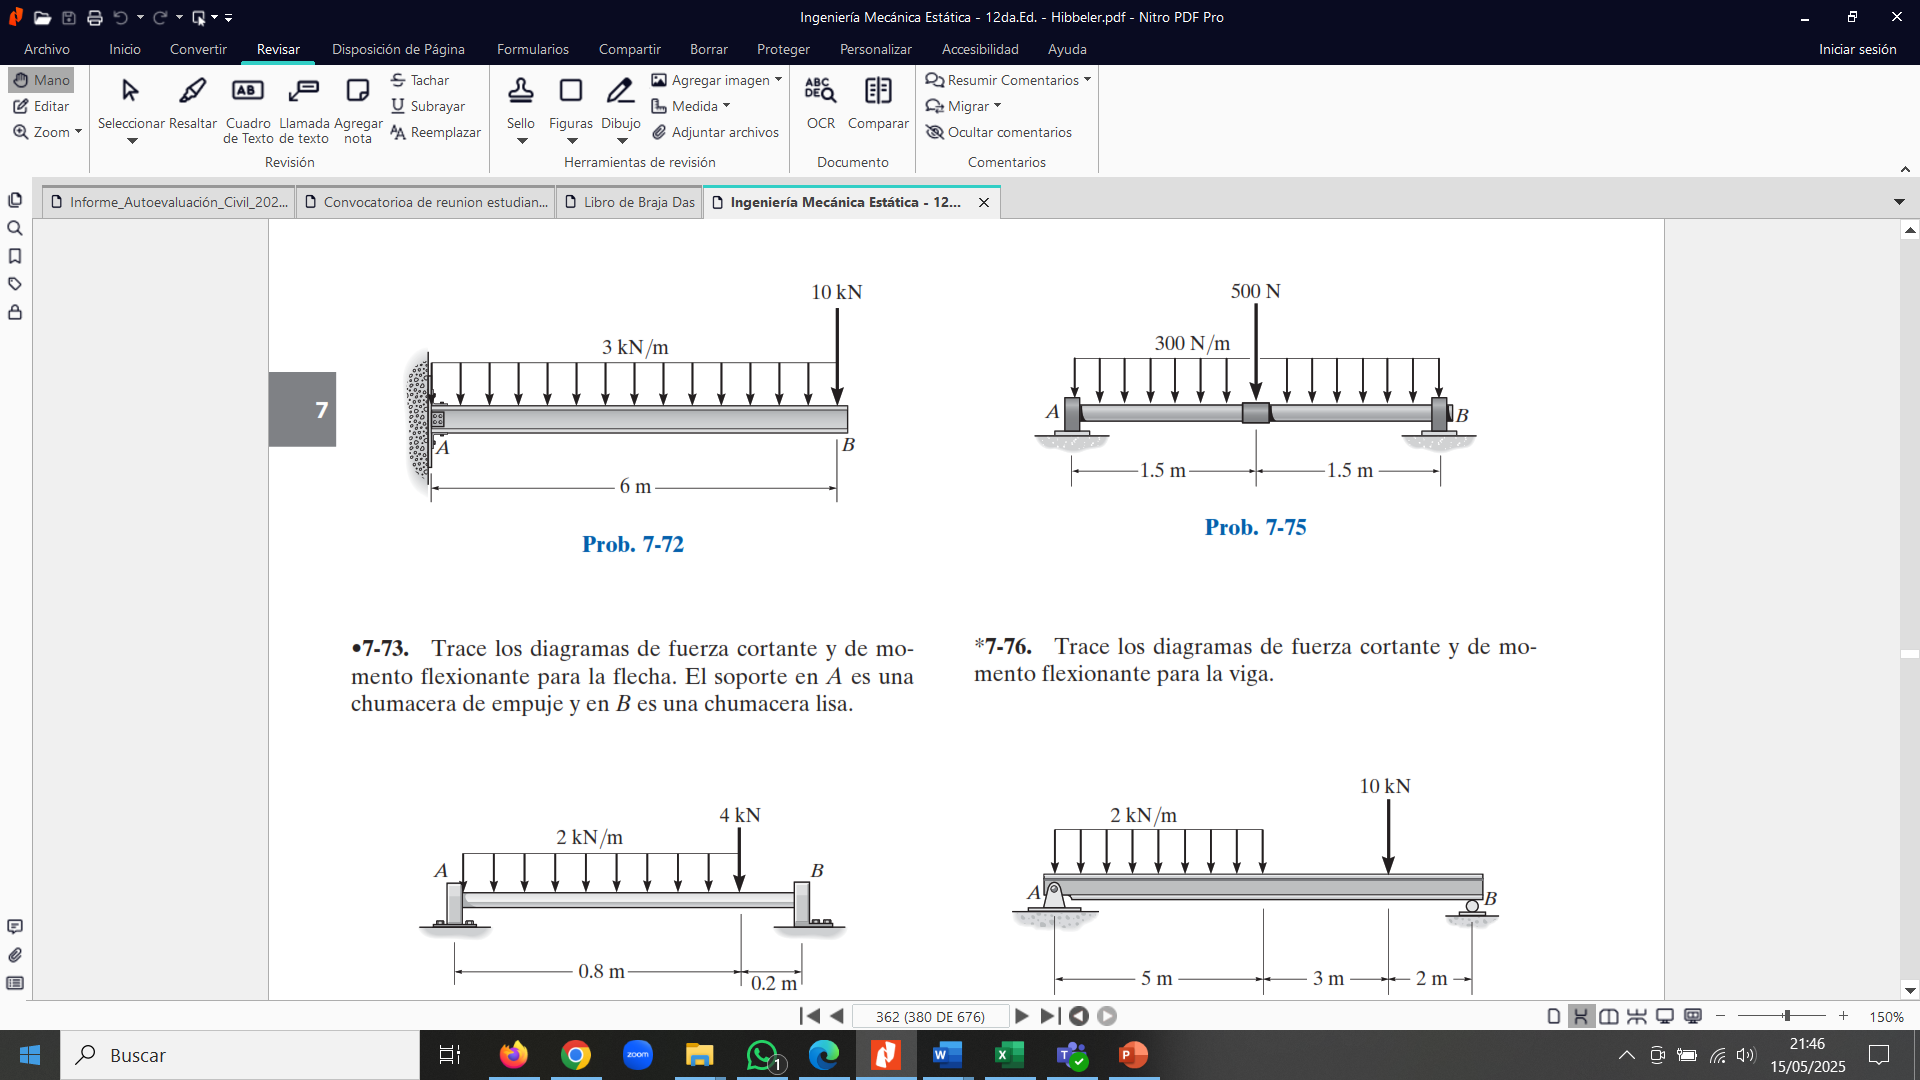 Ingeniería Mecánica Estática - 12da.Ed. - Hibbeler.pdf - Nitro PDF Pro
Archivo Inicio Convertir Revisar Disposición de Página Formularios Compartir Borrar Proteger Personalizar Accesibilidad Ayuda Iniciar sesión
Mano
Editar
Zoom
Seleccionar
Resaltar
AB
Cuadro
de Texto
Llamada
de texto
Agregar
nota
Tachar
Subrayar
Reemplazar
Revisión
Sello
Figuras
Dibujo
Agregar imagen
Medida
Adjuntar archivos
Herramientas de revisión
ABC
DE
OCR
Comparar
Documento
Resumir Comentarios
Migrar
Ocultar comentarios
Comentarios
Informe_Autoevaluación_Civil_202...
Convocatorioa de reunion estudian...
Libro de Braja Das
Ingeniería Mecánica Estática - 12...
7
10 kN
3 kN/m
A
B
6 m
Prob. 7-72
500 N
300 N/m
A
B
1.5 m
1.5 m
Prob. 7-75
•7-73. Trace los diagramas de fuerza cortante y de mo-
mento flexionante para la flecha. El soporte en A es una
chumacera de empuje y en B es una chumacera lisa.
4 kN
2 kN/m
A
B
0.8 m
0.2 m
*7-76. Trace los diagramas de fuerza cortante y de mo-
mento flexionante para la viga.
10 kN
2 kN/m
A
B
5 m
3 m
2 m
362 (380 DE 676)
150%
Buscar
zoom
1
21:46
15/05/2025